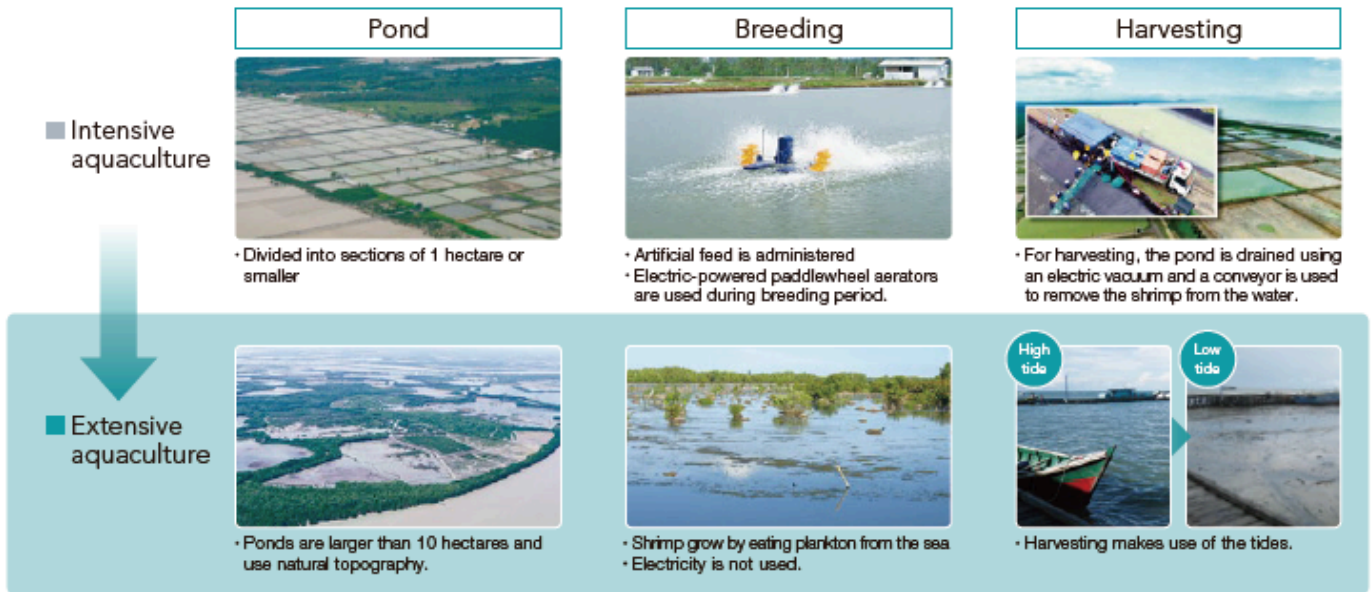 Pond
Breeding
Harvesting
Intensive
aquaculture
· Divided into sections of 1 hectare or
smaller
· Artificial feed is administered
· Electric-powered paddlewheel aerators
are used during breeding period.
· For harvesting, the pond is drained using
an electric vacuum and a conveyor is used
to remove the shrimp from the water.
Extensive
aquaculture
· Ponds are larger than 10 hectares and
use natural topography.
· Shrimp grow by eating plankton from the sea
· Electricity is not used.
High
tide
Low
tide
· Harvesting makes use of the tides.